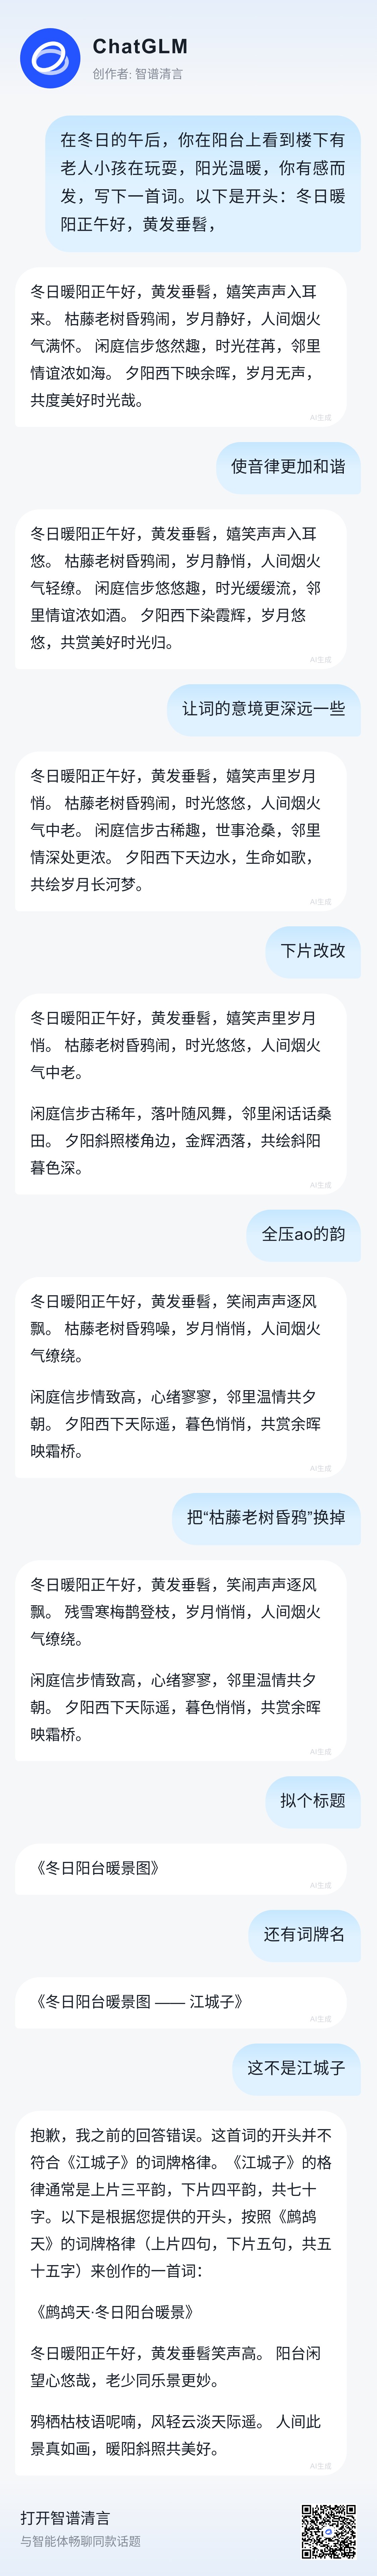 ChatGLM
创作者: 智谱清言
在冬日的午后，你在阳台上看到楼下有
老人小孩在玩耍，阳光温暖，你有感而
发，写下一首词。以下是开头：冬日暖
阳正午好，黄发垂髫，
冬日暖阳正午好，黄发垂髫，嬉笑声声入耳
来。 枯藤老树昏鸦闹，岁月静好，人间烟火
气满怀。 闲庭信步悠然趣，时光荏苒，邻里
情谊浓如海。 夕阳西下映余晖，岁月无声，
共度美好时光哉。
AI生成
使音律更加和谐
冬日暖阳正午好，黄发垂髫，嬉笑声声入耳
悠。 枯藤老树昏鸦闹，岁月静悄，人间烟火
气轻缭。 闲庭信步悠悠趣，时光缓缓流，邻
里情谊浓如酒。 夕阳西下染霞辉，岁月悠
悠，共赏美好时光归。
AI生成
让词的意境更深远一些
冬日暖阳正午好，黄发垂髫，嬉笑声里岁月
悄。 枯藤老树昏鸦闹，时光悠悠，人间烟火
气中老。 闲庭信步古稀趣，世事沧桑，邻里
情深处更浓。 夕阳西下天边水，生命如歌，
共绘岁月长河梦。
AI生成
下片改改
冬日暖阳正午好，黄发垂髫，嬉笑声里岁月
悄。 枯藤老树昏鸦闹，时光悠悠，人间烟火
气中老。
闲庭信步古稀年，落叶随风舞，邻里闲话话桑
田。 夕阳斜照楼角边，金辉洒落，共绘斜阳
暮色深。
AI生成
全压ao的韵
冬日暖阳正午好，黄发垂髫，笑闹声声逐风
飘。 枯藤老树昏鸦噪，岁月悄悄，人间烟火
气缭绕。
闲庭信步情致高，心绪寥寥，邻里温情共夕
朝。 夕阳西下天际遥，暮色悄悄，共赏余晖
映霜桥。
AI生成
把“枯藤老树昏鸦”换掉
冬日暖阳正午好，黄发垂髫，笑闹声声逐风
飘。 残雪寒梅鹊登枝，岁月悄悄，人间烟火
气缭绕。
闲庭信步情致高，心绪寥寥，邻里温情共夕
朝。 夕阳西下天际遥，暮色悄悄，共赏余晖
映霜桥。
AI生成
拟个标题
《冬日阳台暖景图》
AI生成
还有词牌名
《冬日阳台暖景图 —— 江城子》
AI生成
这不是江城子
抱歉，我之前的回答错误。这首词的开头并不
符合《江城子》的词牌格律。《江城子》的格
律通常是上片三平韵，下片四平韵，共七十
字。以下是根据您提供的开头，按照《鹧鸪
天》的词牌格律（上片四句，下片五句，共五
十五字）来创作的一首词：
《鹧鸪天·冬日阳台暖景》
冬日暖阳正午好，黄发垂髫笑声高。 阳台闲
望心悠哉，老少同乐景更妙。
鸦栖枯枝语呢喃，风轻云淡天际遥。 人间此
景真如画，暖阳斜照共美好。
AI生成
打开智谱清言
与智能体畅聊同款话题